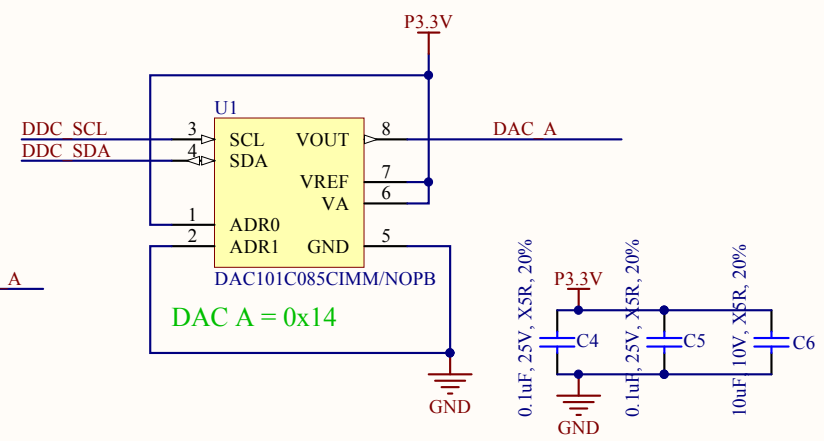 P3.3V
U1
DDC_SCL 3 SCL VOUT 8 DAC_A
DDC_SDA 4 SDA
VREF 7
VA 6
1 ADR0
2 ADR1 GND 5
DAC101C085CIMM/NOPB
A
DAC A = 0x14
GND
P3.3V
0.1uF, 25V, X5R, 20%
C4
0.1uF, 25V, X5R, 20%
C5
10uF, 10V, X5R, 20%
C6
GND